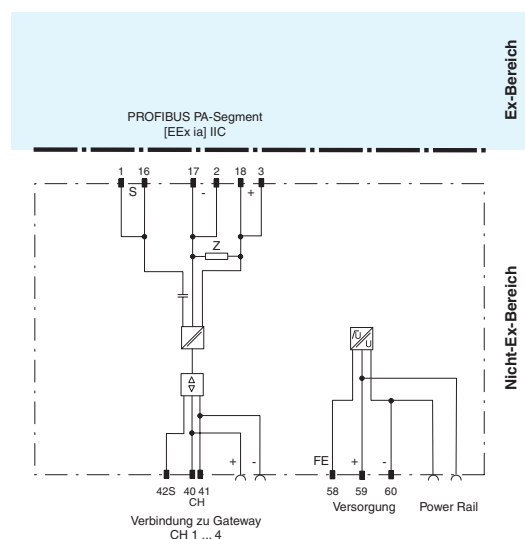 Ex-Bereich
PROFIBUS PA-Segment
[EEx ia] IIC
1 16 17 2 18 3
S - +
Z
Ü U
Nicht-Ex-Bereich
+ - FE + -
42S 40 41 58 59 60 Power Rail
CH Versorgung
Verbindung zu Gateway
CH 1 ... 4